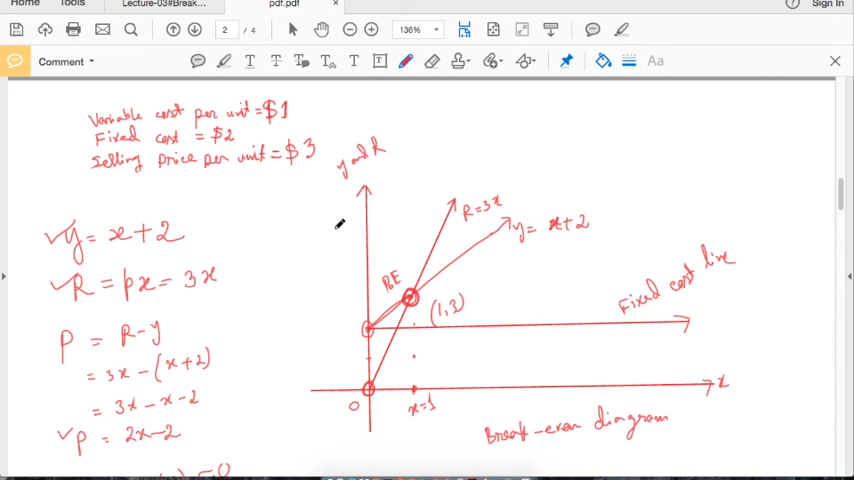 Home Tools Lecture-03#Break... pdf.pdf × Sign In
2 / 4 136%
Comment
Variable cost per unit = $1
Fixed cost = $2
Selling price per unit = $3
y and R
R = 3x
y = x + 2
y = x + 2
BE
Fixed cost line
R = px = 3x
(1, 3)
P = R - y
= 3x - (x + 2)
x
= 3x - x - 2
0
x = 1
Break-even diagram
P = 2x - 2